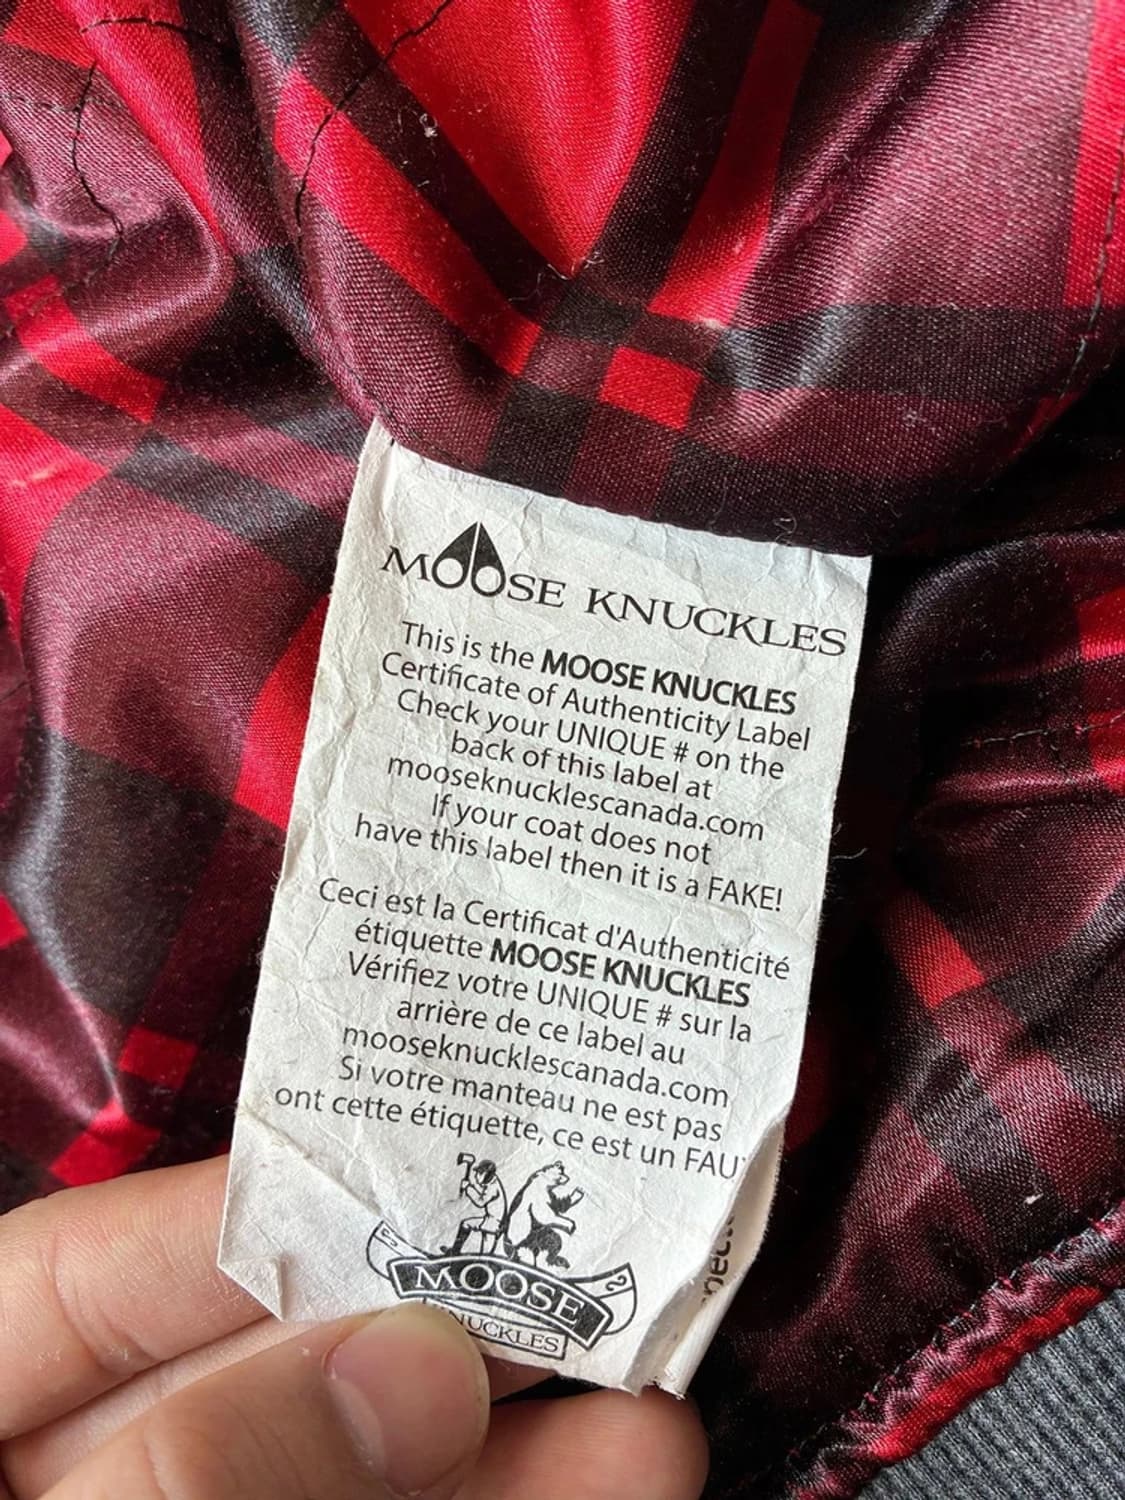 MOOSE KNUCKLES
This is the MOOSE KNUCKLES
Certificate of Authenticity Label
Check your UNIQUE # on the
back of this label at
mooseknucklescanada.com
If your coat does not
have this label then it is a FAKE!
Ceci est la Certificat d'Authenticité
étiquette MOOSE KNUCKLES
Vérifiez votre UNIQUE # sur la
arrière de ce label au
mooseknucklescanada.com
Si votre manteau ne est pas
ont cette étiquette, ce est un FAU
MOOSE
KNUCKLES